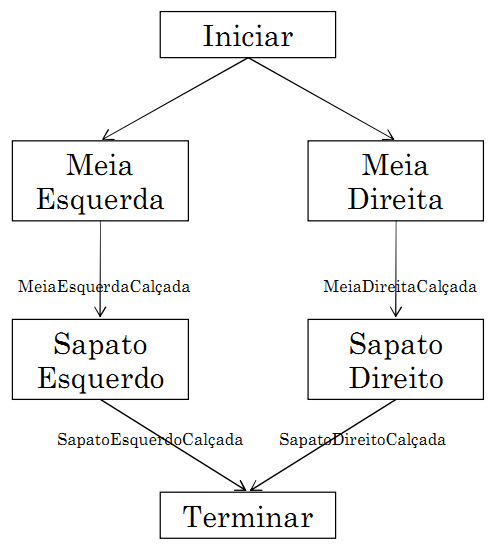 Iniciar
Meia
Esquerda
Meia
Direita
MeiaEsquerdaCalçada
MeiaDireitaCalçada
Sapato
Esquerdo
Sapato
Direito
SapatoEsquerdoCalçada
SapatoDireitoCalçada
Terminar